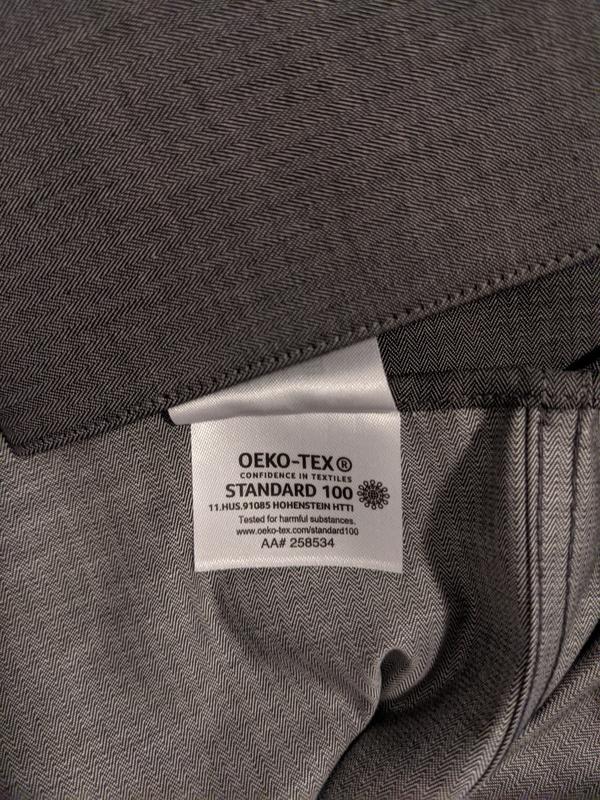 OEKO-TEX®
CONFIDENCE IN TEXTILES
STANDARD 100
11.HUS.91085 HOHENSTEIN HTTI
Tested for harmful substances.
www.oeko-tex.com/standard100
AA# 258534